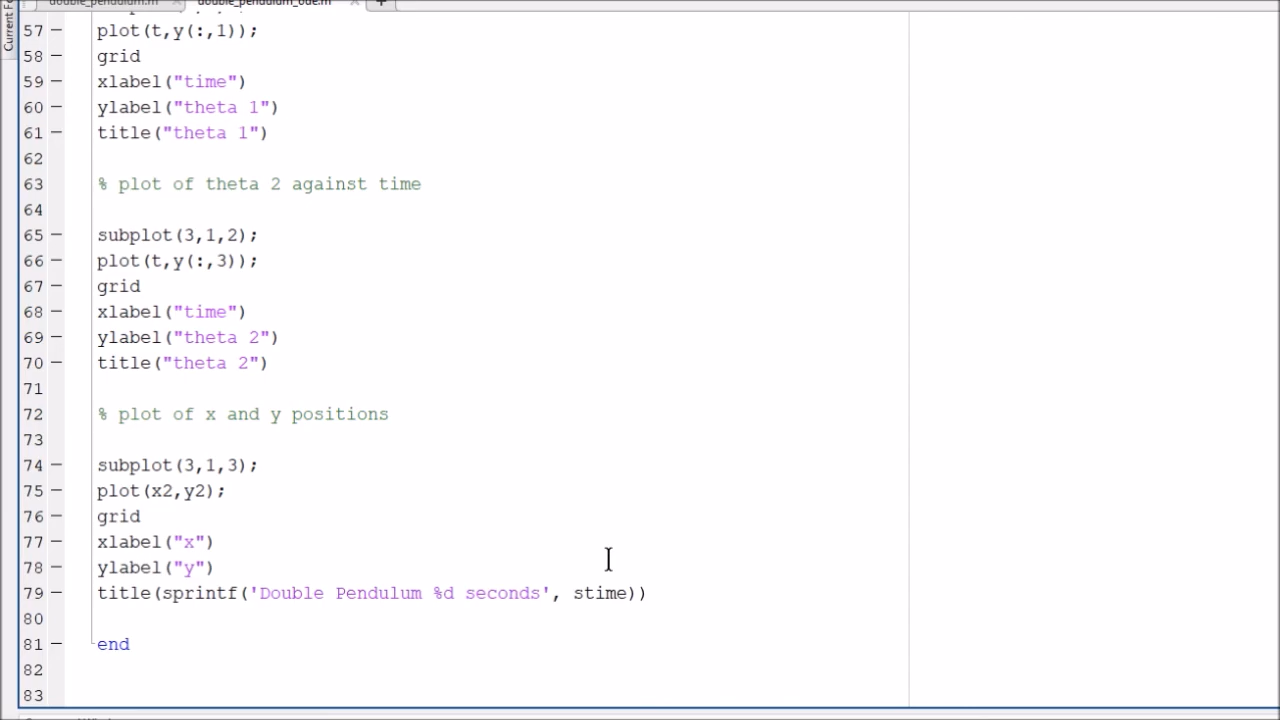 double_pendulum.m double_pendulum_ode.m
Current Fo
57 plot(t,y(:,1));
58 grid
59 xlabel("time")
60 ylabel("theta 1")
61 title("theta 1")
62
63 % plot of theta 2 against time
64
65 subplot(3,1,2);
66 plot(t,y(:,3));
67 grid
68 xlabel("time")
69 ylabel("theta 2")
70 title("theta 2")
71
72 % plot of x and y positions
73
74 subplot(3,1,3);
75 plot(x2,y2);
76 grid
77 xlabel("x")
78 ylabel("y")
79 title(sprintf('Double Pendulum %d seconds', stime))
80
81 end
82
83